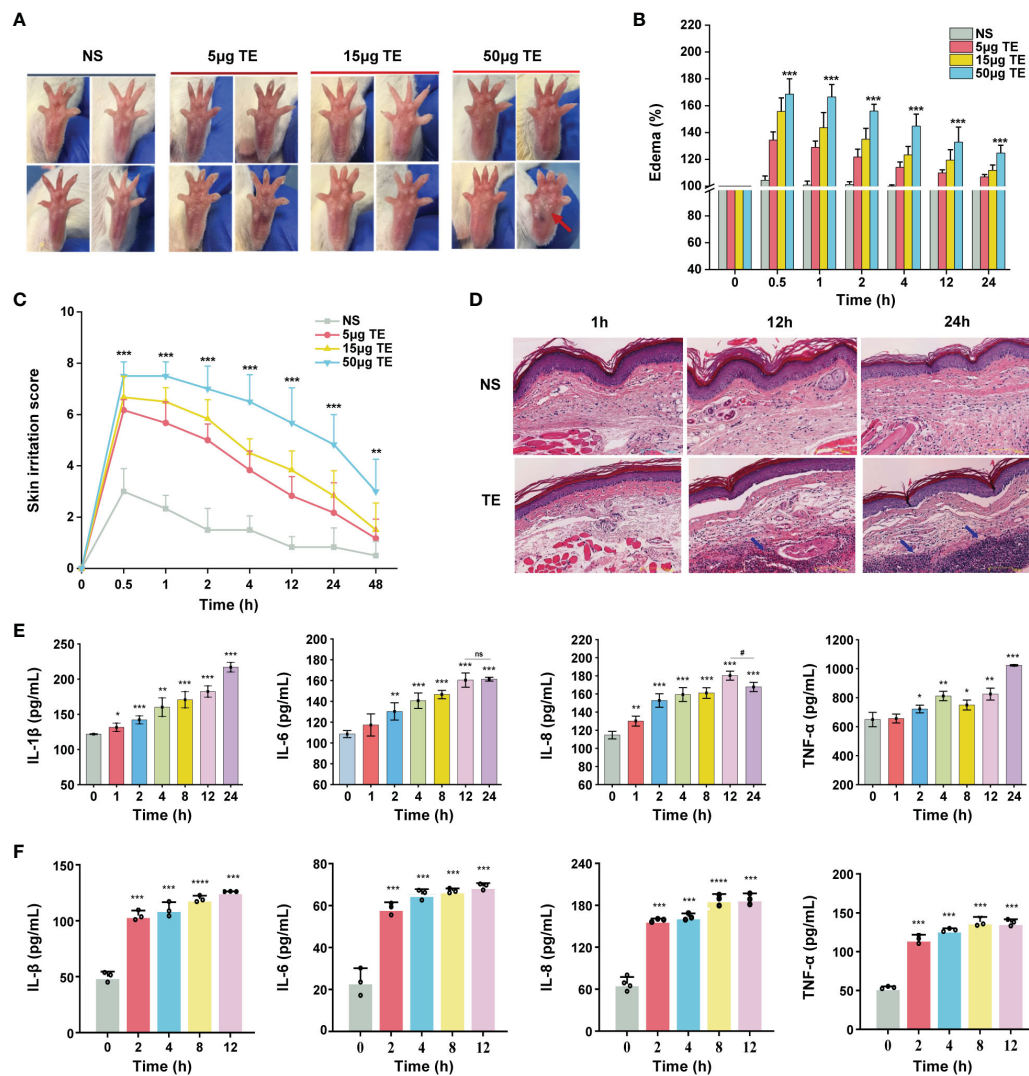 A
NS
5µg TE
15µg TE
50µg TE
B
220
200
180
160
140
120
100
80
60
40
Edema (%)
NS
5µg TE
15µg TE
50µg TE
*** *** *** *** *** ***
0 0.5 1 2 4 12 24
Time (h)
C
10
8
6
4
2
0
Skin irritation score
NS
5µg TE
15µg TE
50µg TE
*** *** *** *** *** *** **
0 0.5 1 2 4 12 24 48
Time (h)
D
1h 12h 24h
NS
TE
E
250
200
150
100
50
IL-1β (pg/mL)
* *** ** *** *** ***
0 1 2 4 8 12 24
Time (h)
200
180
160
140
120
100
80
60
IL-6 (pg/mL)
ns
** *** *** *** ***
0 1 2 4 8 12 24
Time (h)
220
200
180
160
140
120
100
80
60
IL-8 (pg/mL)
#
** *** *** *** *** ***
0 1 2 4 8 12 24
Time (h)
1200
1000
800
600
400
200
TNF-α (pg/mL)
* ** * ** ***
0 1 2 4 8 12 24
Time (h)
F
150
100
50
0
IL-β (pg/mL)
*** *** **** ***
0 2 4 8 12
Time (h)
80
60
40
20
0
IL-6 (pg/mL)
*** *** *** ***
0 2 4 8 12
Time (h)
240
180
120
60
0
IL-8 (pg/mL)
*** *** **** ***
0 2 4 8 12
Time (h)
200
150
100
50
0
TNF-α (pg/mL)
*** *** *** ***
0 2 4 8 12
Time (h)